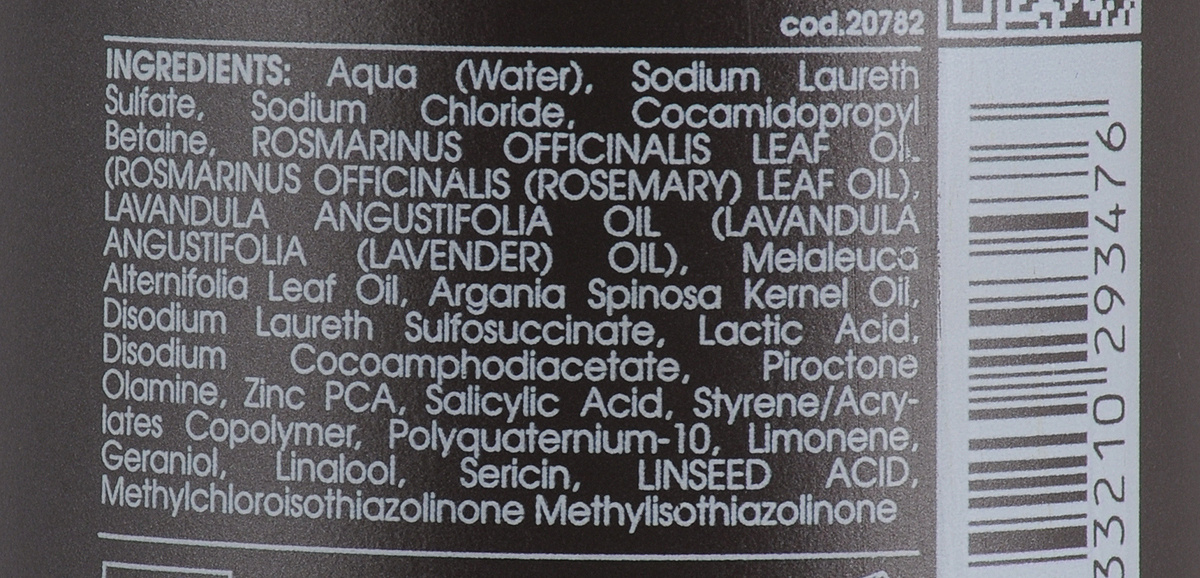 cod.20782
INGREDIENTS: Aqua (Water), Sodium Laureth
Sulfate, Sodium Chloride, Cocamidopropyl
Betaine, ROSMARINUS OFFICINALIS LEAF OIL
(ROSMARINUS OFFICINALIS (ROSEMARY) LEAF OIL),
LAVANDULA ANGUSTIFOLIA OIL (LAVANDULA
ANGUSTIFOLIA (LAVENDER) OIL), Melaleuca
Alternifolia Leaf Oil, Argania Spinosa Kernel Oil,
Disodium Laureth Sulfosuccinate, Lactic Acid,
Disodium Cocoamphodiacetate, Piroctone
Olamine, Zinc PCA, Salicylic Acid, Styrene/Acry-
lates Copolymer, Polyquaternium-10, Limonene,
Geraniol, Linalool, Sericin, LINSEED ACID,
Methylchloroisothiazolinone Methylisothiazolinone
332210 293476